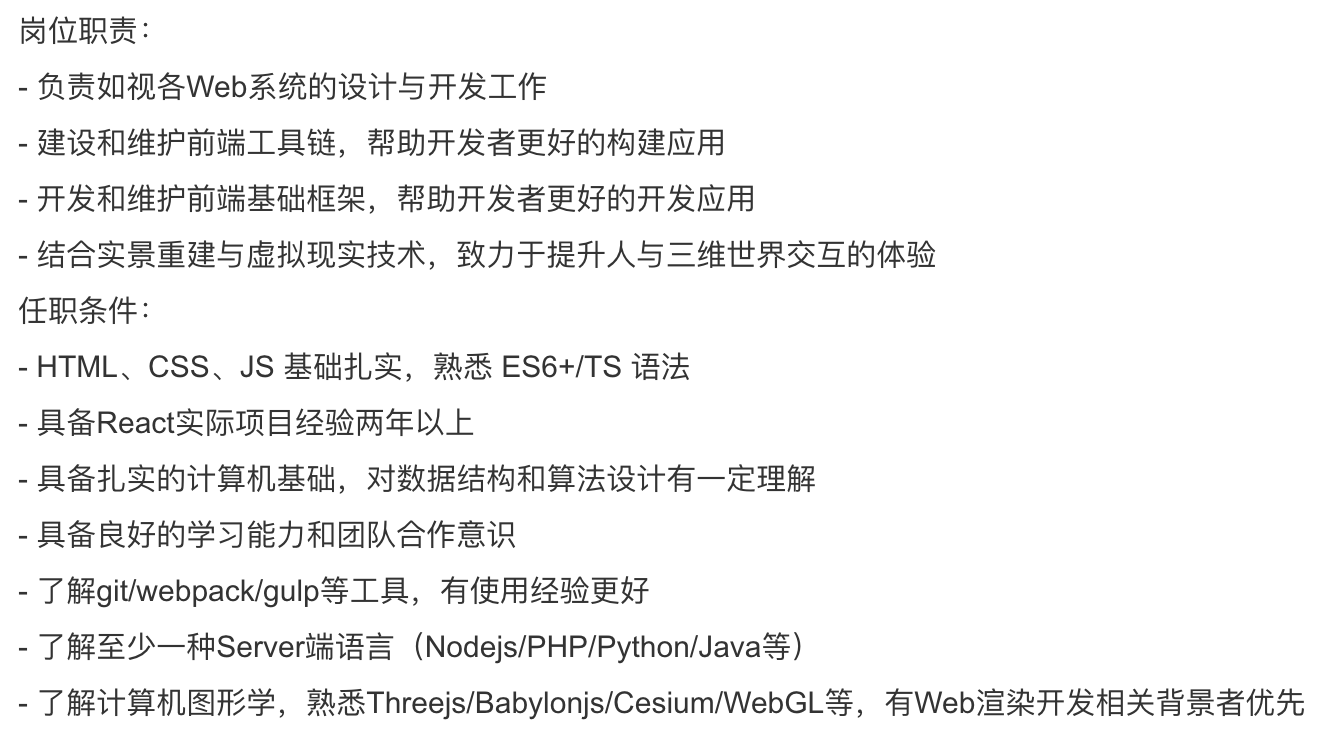 岗位职责：
- 负责如视各Web系统的设计与开发工作
- 建设和维护前端工具链，帮助开发者更好的构建应用
- 开发和维护前端基础框架，帮助开发者更好的开发应用
- 结合实景重建与虚拟现实技术，致力于提升人与三维世界交互的体验
任职条件：
- HTML、CSS、JS 基础扎实，熟悉 ES6+/TS 语法
- 具备React实际项目经验两年以上
- 具备扎实的计算机基础，对数据结构和算法设计有一定理解
- 具备良好的学习能力和团队合作意识
- 了解git/webpack/gulp等工具，有使用经验更好
- 了解至少一种Server端语言（Nodejs/PHP/Python/Java等）
- 了解计算机图形学，熟悉Threejs/Babylonjs/Cesium/WebGL等，有Web渲染开发相关背景者优先